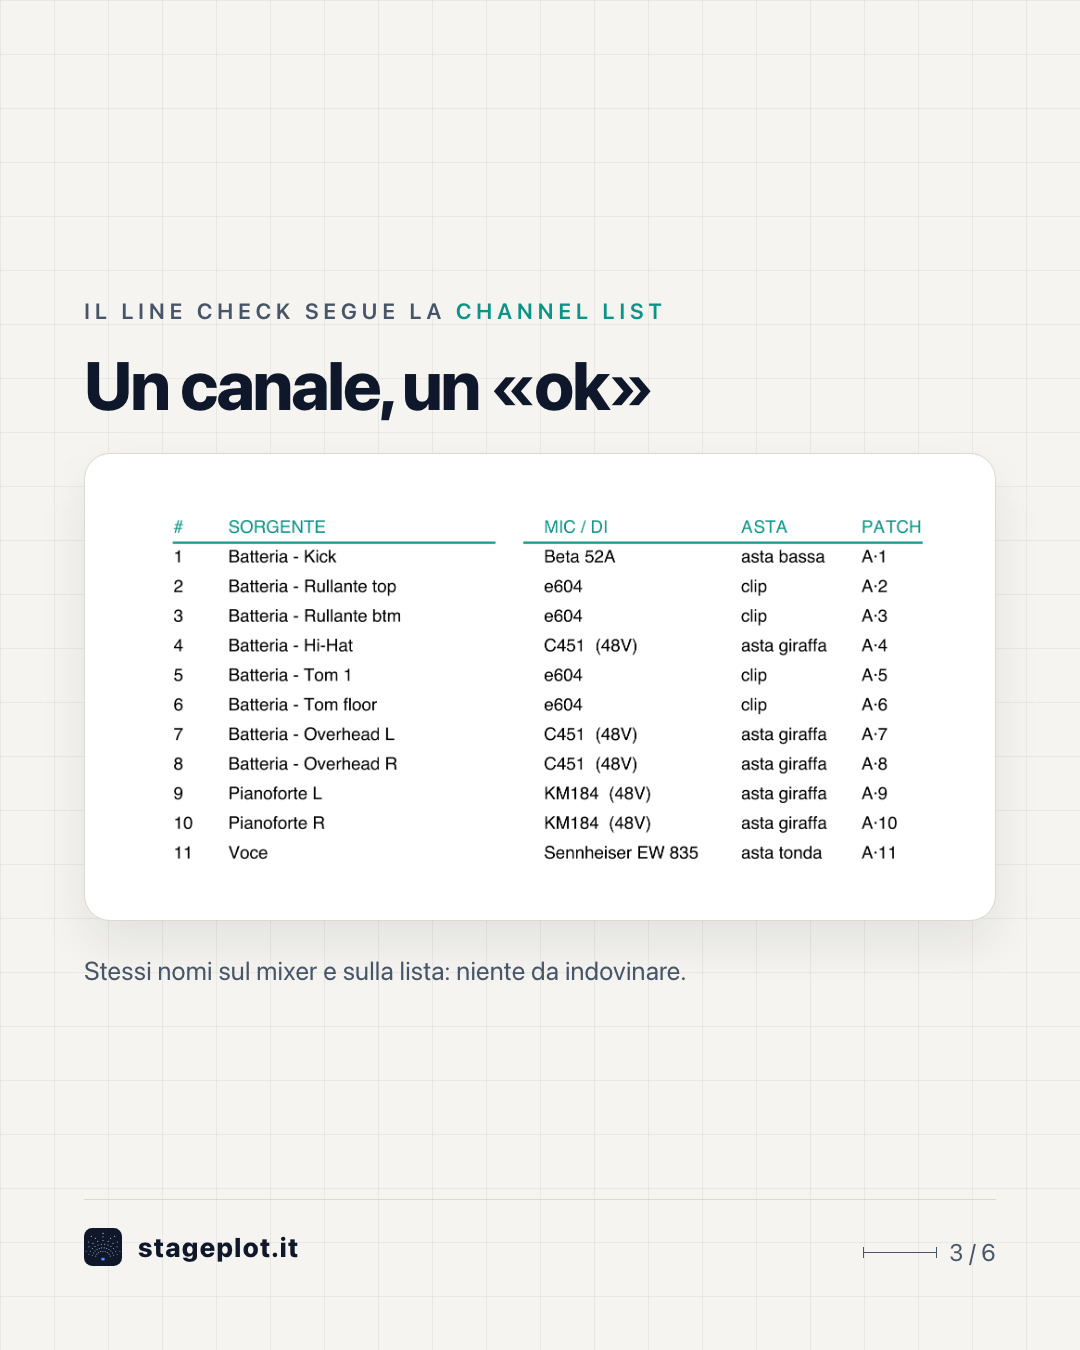 IL LINE CHECK SEGUE LA CHANNEL LIST
Un canale, un «ok»
# SORGENTE MIC / DI ASTA PATCH
1 Batteria - Kick Beta 52A asta bassa A·1
2 Batteria - Rullante top e604 clip A·2
3 Batteria - Rullante btm e604 clip A·3
4 Batteria - Hi-Hat C451 (48V) asta giraffa A·4
5 Batteria - Tom 1 e604 clip A·5
6 Batteria - Tom floor e604 clip A·6
7 Batteria - Overhead L C451 (48V) asta giraffa A·7
8 Batteria - Overhead R C451 (48V) asta giraffa A·8
9 Pianoforte L KM184 (48V) asta giraffa A·9
10 Pianoforte R KM184 (48V) asta giraffa A·10
11 Voce Sennheiser EW 835 asta tonda A·11
Stessi nomi sul mixer e sulla lista: niente da indovinare.
stageplot.it
3 / 6